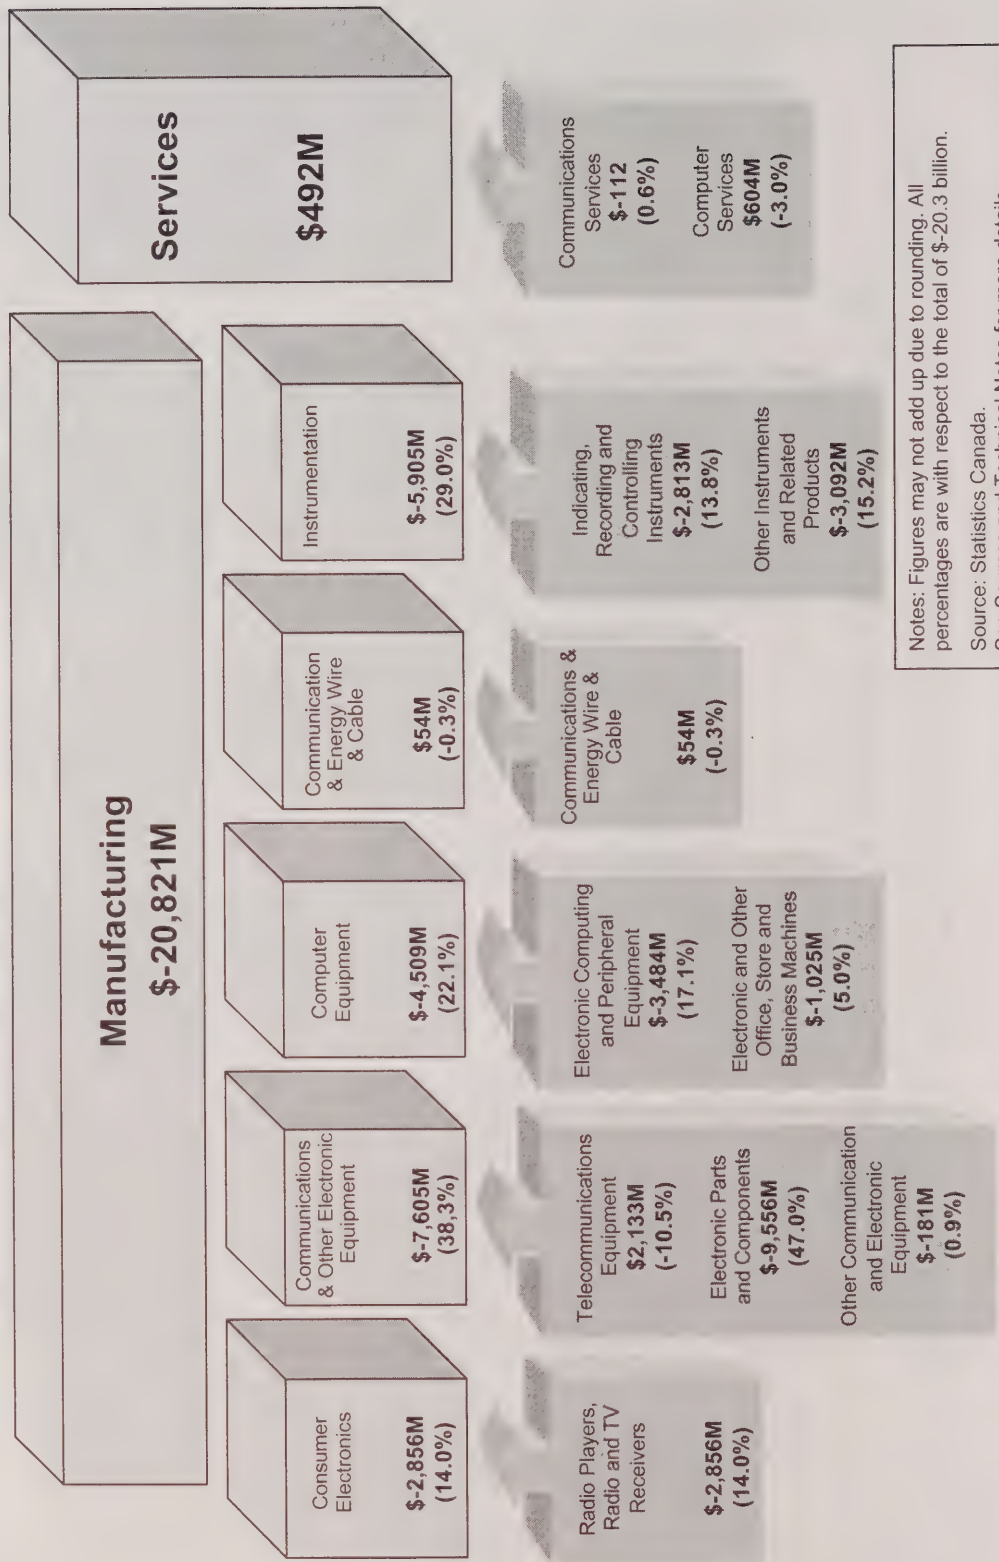 Manufacturing
$-20,821M
Services
$492M
Consumer
Electronics
$-2,856M
(14.0%)
Communications
& Other Electronic
Equipment
$-7,605M
(38,3%)
Computer
Equipment
$-4,509M
(22.1%)
Communication
& Energy Wire
& Cable
$54M
(-0.3%)
Instrumentation
$-5,905M
(29.0%)
Radio Players,
Radio and TV
Receivers
$-2,856M
(14.0%)
Telecommunications
Equipment
$2,133M
(-10.5%)
Electronic Parts
and Components
$-9,556M
(47.0%)
Other Communication
and Electronic
Equipment
$-181M
(0.9%)
Electronic Computing
and Peripheral
Equipment
$-3,484M
(17.1%)
Electronic and Other
Office, Store and
Business Machines
$-1,025M
(5.0%)
Communications &
Energy Wire &
Cable
$54M
(-0.3%)
Indicating,
Recording and
Controlling
Instruments
$-2,813M
(13.8%)
Other Instruments
and Related
Products
$-3,092M
(15.2%)
Communications
Services
$-112
(0.6%)
Computer
Services
$604M
(-3.0%)
Notes: Figures may not add up due to rounding. All
percentages are with respect to the total of $-20.3 billion.
Source: Statistics Canada.
Technical Notes for more details